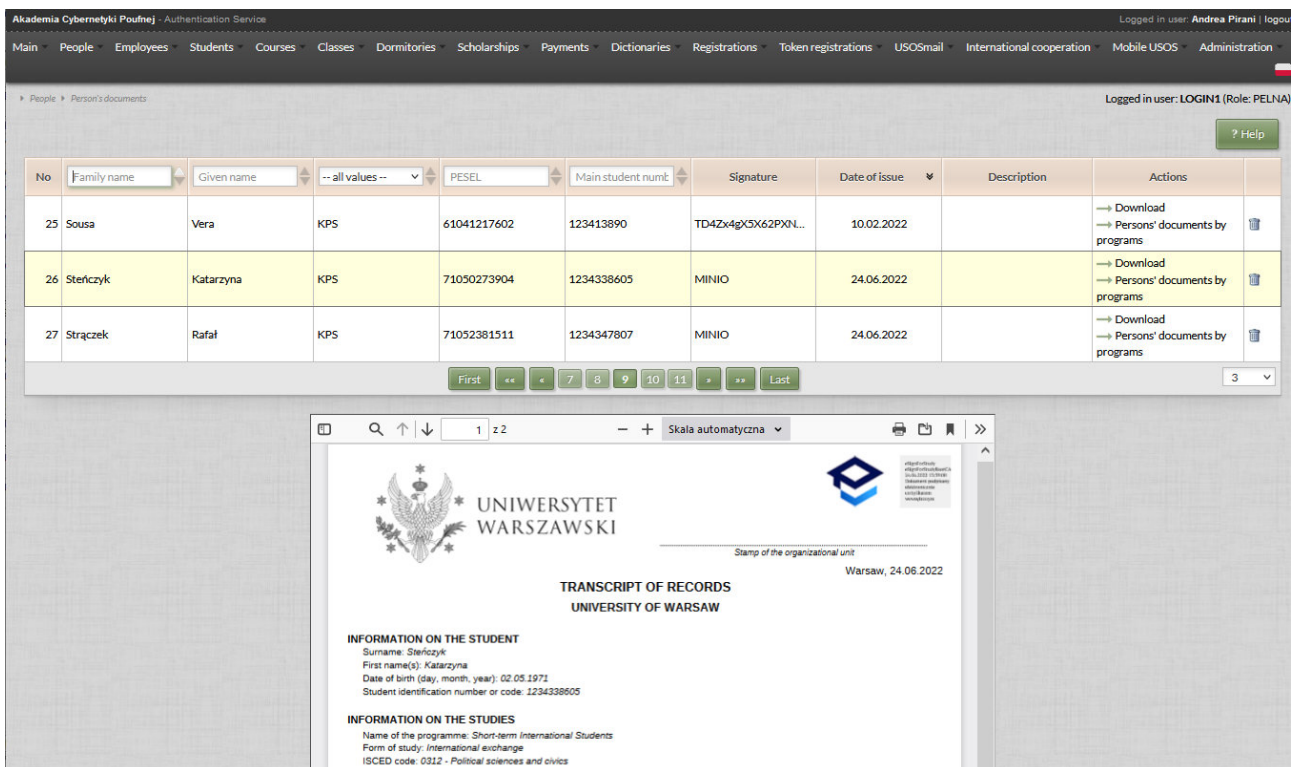 Akademia Cybernetyki Poufnej - Authentication Service
Logged in user: Andrea Pirani | logout
Main People Employees Students Courses Classes Dormitories Scholarships Payments Dictionaries Registrations Token registrations USOSmail International cooperation Mobile USOS Administration
People Person's documents
Logged in user: LOGIN1 (Role: PELNA)
? Help
No Family name Given name -- all values -- PESEL Main student numb Signature Date of issue Description Actions
25 Sousa Vera KPS 61041217602 123413890 TD4Zx4gX5X62PXN... 10.02.2022 Download
Persons' documents by
programs
26 Steńczyk Katarzyna KPS 71050273904 1234338605 MINIO 24.06.2022 Download
Persons' documents by
programs
27 Strączek Rafał KPS 71052381511 1234347807 MINIO 24.06.2022 Download
Persons' documents by
programs
First «« « 7 8 9 10 11 » »» Last
3
1 z 2 Skala automatyczna
UNIWERSYTET
WARSZAWSKI
Stamp of the organizational unit
Warsaw, 24.06.2022
TRANSCRIPT OF RECORDS
UNIVERSITY OF WARSAW
INFORMATION ON THE STUDENT
Surname: Steńczyk
First name(s): Katarzyna
Date of birth (day, month, year): 02.05.1971
Student identification number or code: 1234338605
INFORMATION ON THE STUDIES
Name of the programme: Short-term International Students
Form of study: International exchange
ISCED code: 0312 - Political sciences and civics